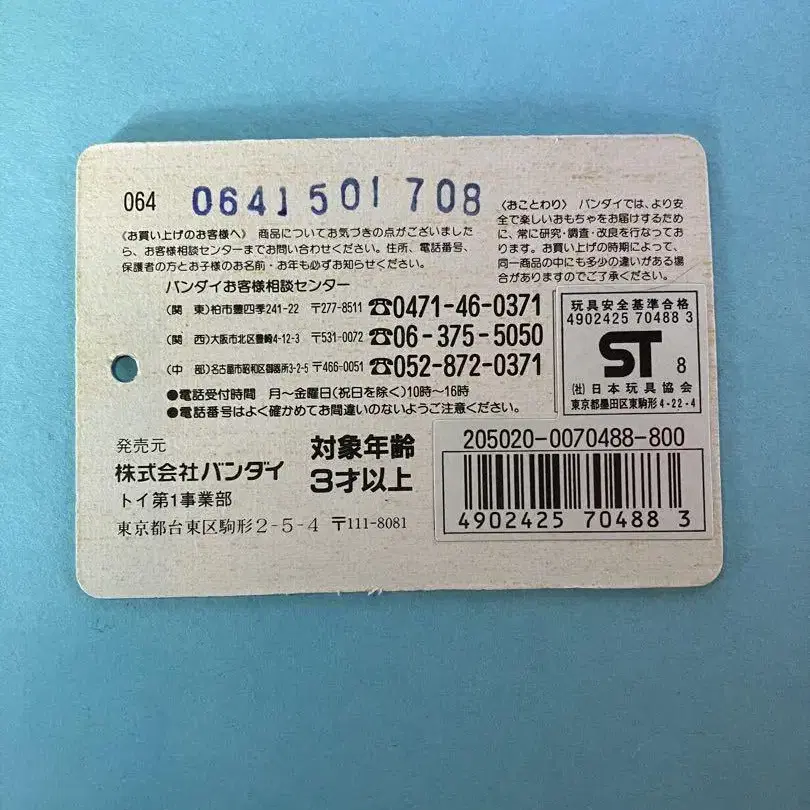 064 0641 501 708
《お買い上げのお客様へ》 商品についてお気づきの点がございました
ら、お客様相談センターまでお問い合わせください。住所、電話番号、
保護者の方とお子様のお名前・お年も必ずお知らせください。
《おことわり》 バンダイでは、より安
全で楽しいおもちゃをお届けするため
に、常に研究・調査・改良を行なってお
ります。お買い上げの時期によって、
同一商品の中にも多少の違いがある場
合がありますのでご了承ください。
バンダイお客様相談センター
(関 東)柏市豊四季241-22 〒277-8511 ☎0471-46-0371
(関 西)大阪市北区豊崎4-12-3 〒531-0072 ☎06-375-5050
(中 部)名古屋市昭和区御器所3-2-5 〒466-0051 ☎052-872-0371
●電話受付時間 月〜金曜日(祝日を除く)10時〜16時
●電話番号はよく確かめてお間違いのないようご注意ください。
玩具安全基準合格
4902425 70488 3
ST 8
(社)日本玩具協会
東京都墨田区東駒形4-22-4
発売元
株式会社バンダイ
トイ第1事業部
東京都台東区駒形2-5-4 〒111-8081
対象年齢
3才以上
205020-0070488-800
4902425 704883